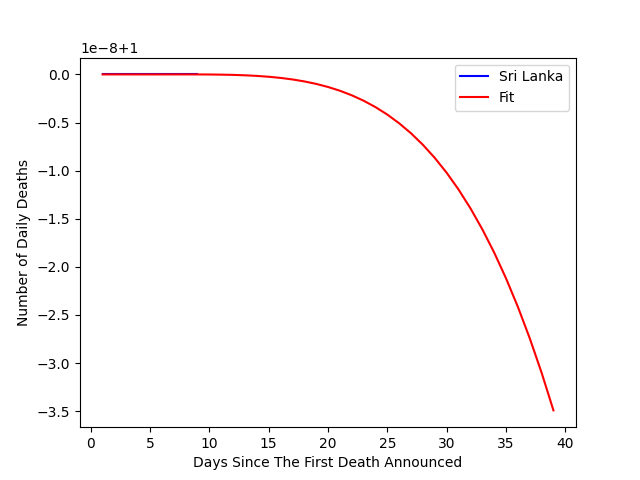 1e−8+1
0.0
−0.5
−1.0
−1.5
−2.0
−2.5
−3.0
−3.5
Number of Daily Deaths
Sri Lanka
Fit
0 5 10 15 20 25 30 35 40
Days Since The First Death Announced